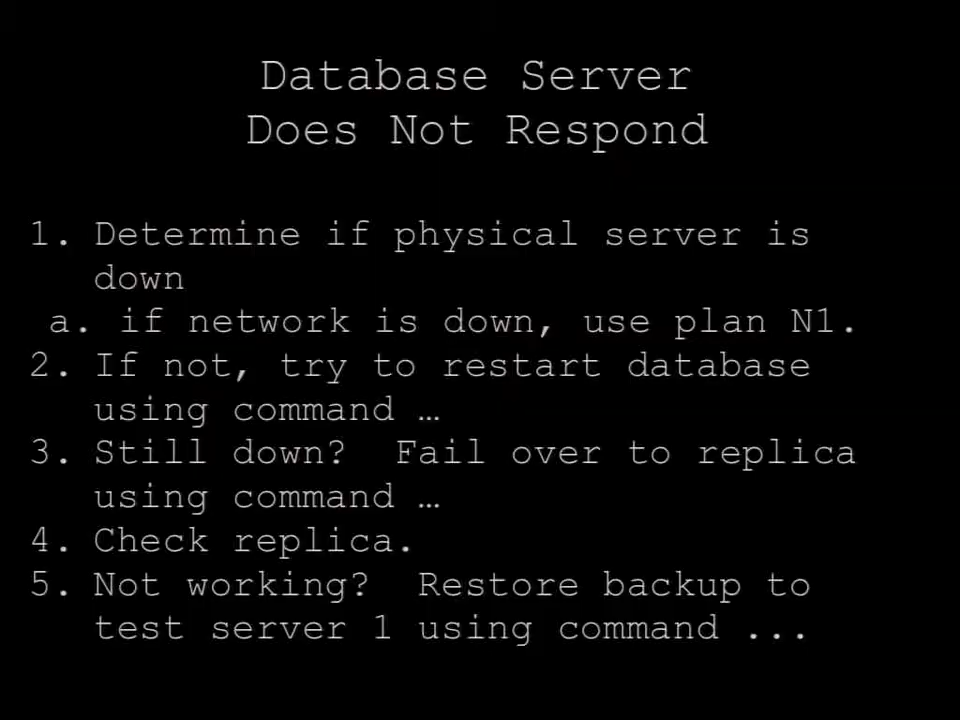 Database Server
Does Not Respond
1. Determine if physical server is
down
a. if network is down, use plan N1.
2. If not, try to restart database
using command …
3. Still down?  Fail over to replica
using command …
4. Check replica.
5. Not working?  Restore backup to
test server 1 using command ...